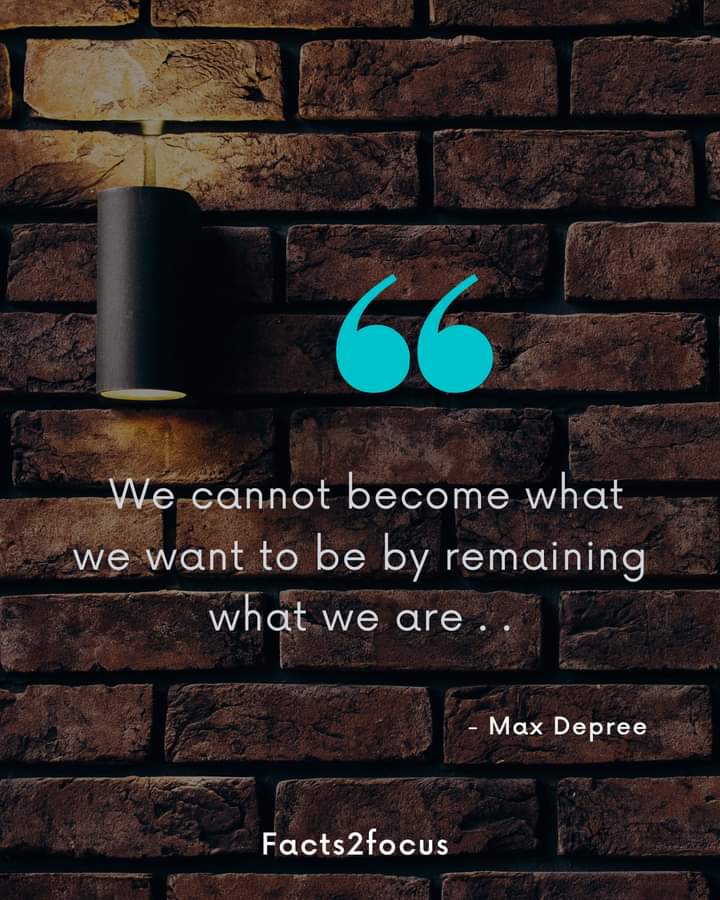 We cannot become what
we want to be by remaining
what we are . .
- Max Depree
Facts2focus